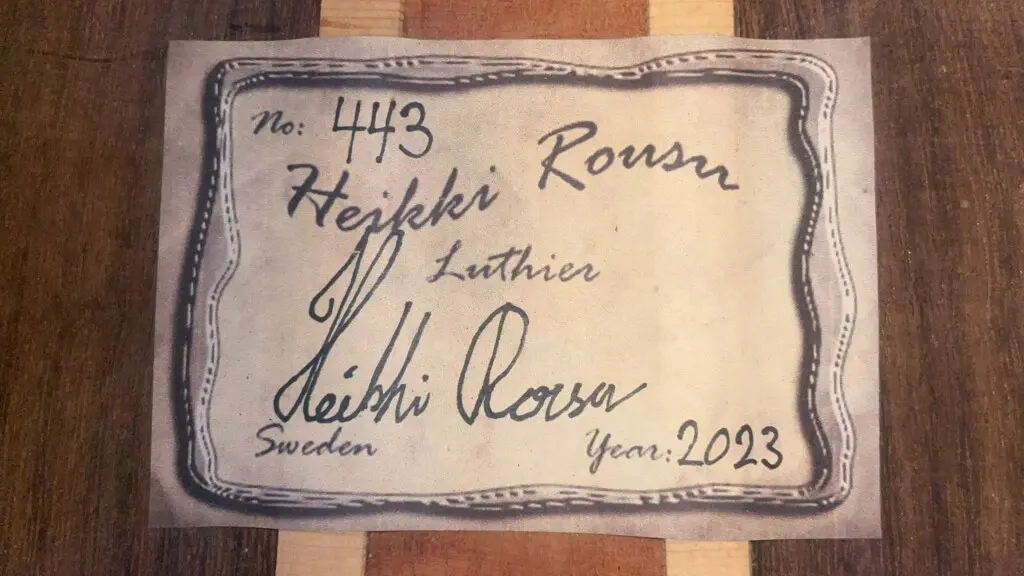 No: 443
Heikki Rousu
Luthier
Heikki Rousu
Sweden Year: 2023